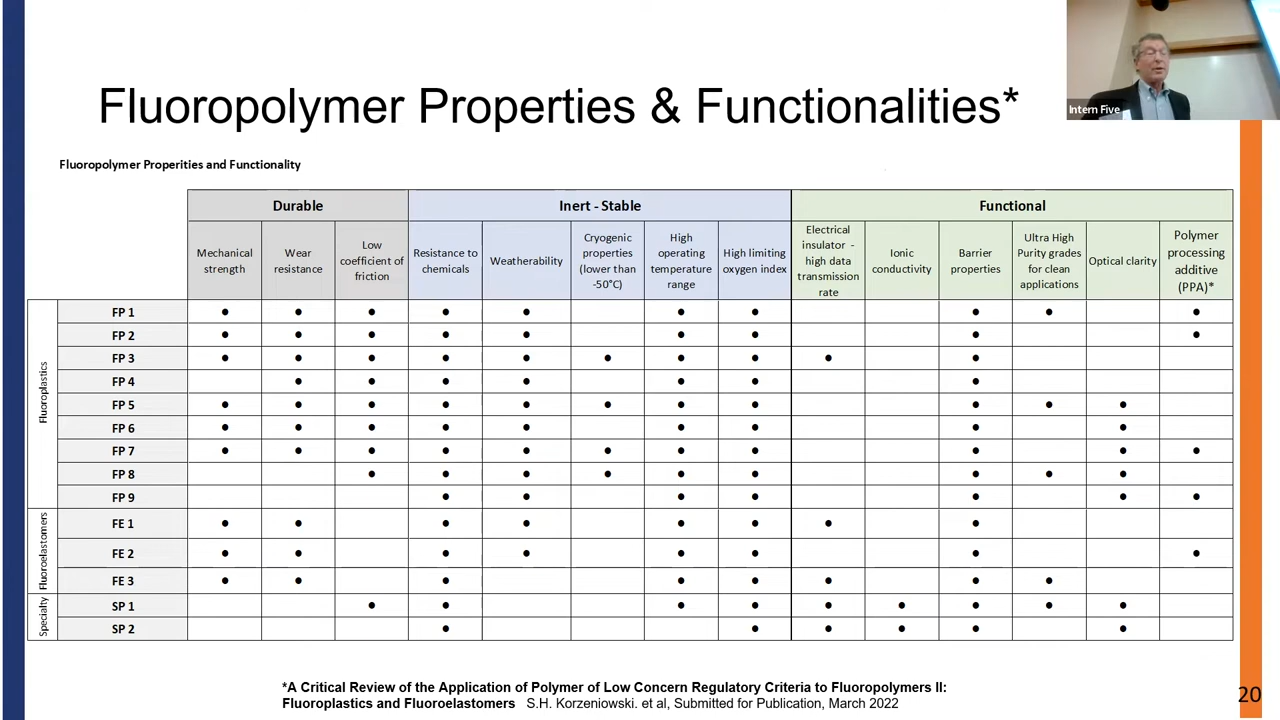 Fluoropolymer Properties & Functionalities*
Intern Five
Fluoropolymer Properities and Functionality
Durable
Inert - Stable
Functional
Mechanical strength
Wear resistance
Low coefficient of friction
Resistance to chemicals
Weatherability
Cryogenic properties (lower than -50°C)
High operating temperature range
High limiting oxygen index
Electrical insulator - high data transmission rate
Ionic conductivity
Barrier properties
Ultra High Purity grades for clean applications
Optical clarity
Polymer processing additive (PPA)*
Fluoroplastics
FP 1 ● ● ● ● ● ● ● ● ● ●
FP 2 ● ● ● ● ● ● ● ● ●
FP 3 ● ● ● ● ● ● ● ● ● ●
FP 4 ● ● ● ● ● ● ●
FP 5 ● ● ● ● ● ● ● ● ● ● ●
FP 6 ● ● ● ● ● ● ● ● ●
FP 7 ● ● ● ● ● ● ● ● ● ● ●
FP 8 ● ● ● ● ● ● ● ● ●
FP 9 ● ● ● ● ● ● ●
Fluoroelastomers
FE 1 ● ● ● ● ● ● ● ●
FE 2 ● ● ● ● ● ● ● ●
FE 3 ● ● ● ● ● ● ● ●
Specialty
SP 1 ● ● ● ● ● ● ● ● ●
SP 2 ● ● ● ● ● ●
*A Critical Review of the Application of Polymer of Low Concern Regulatory Criteria to Fluoropolymers II:
Fluoroplastics and Fluoroelastomers S.H. Korzeniowski. et al, Submitted for Publication, March 2022
20